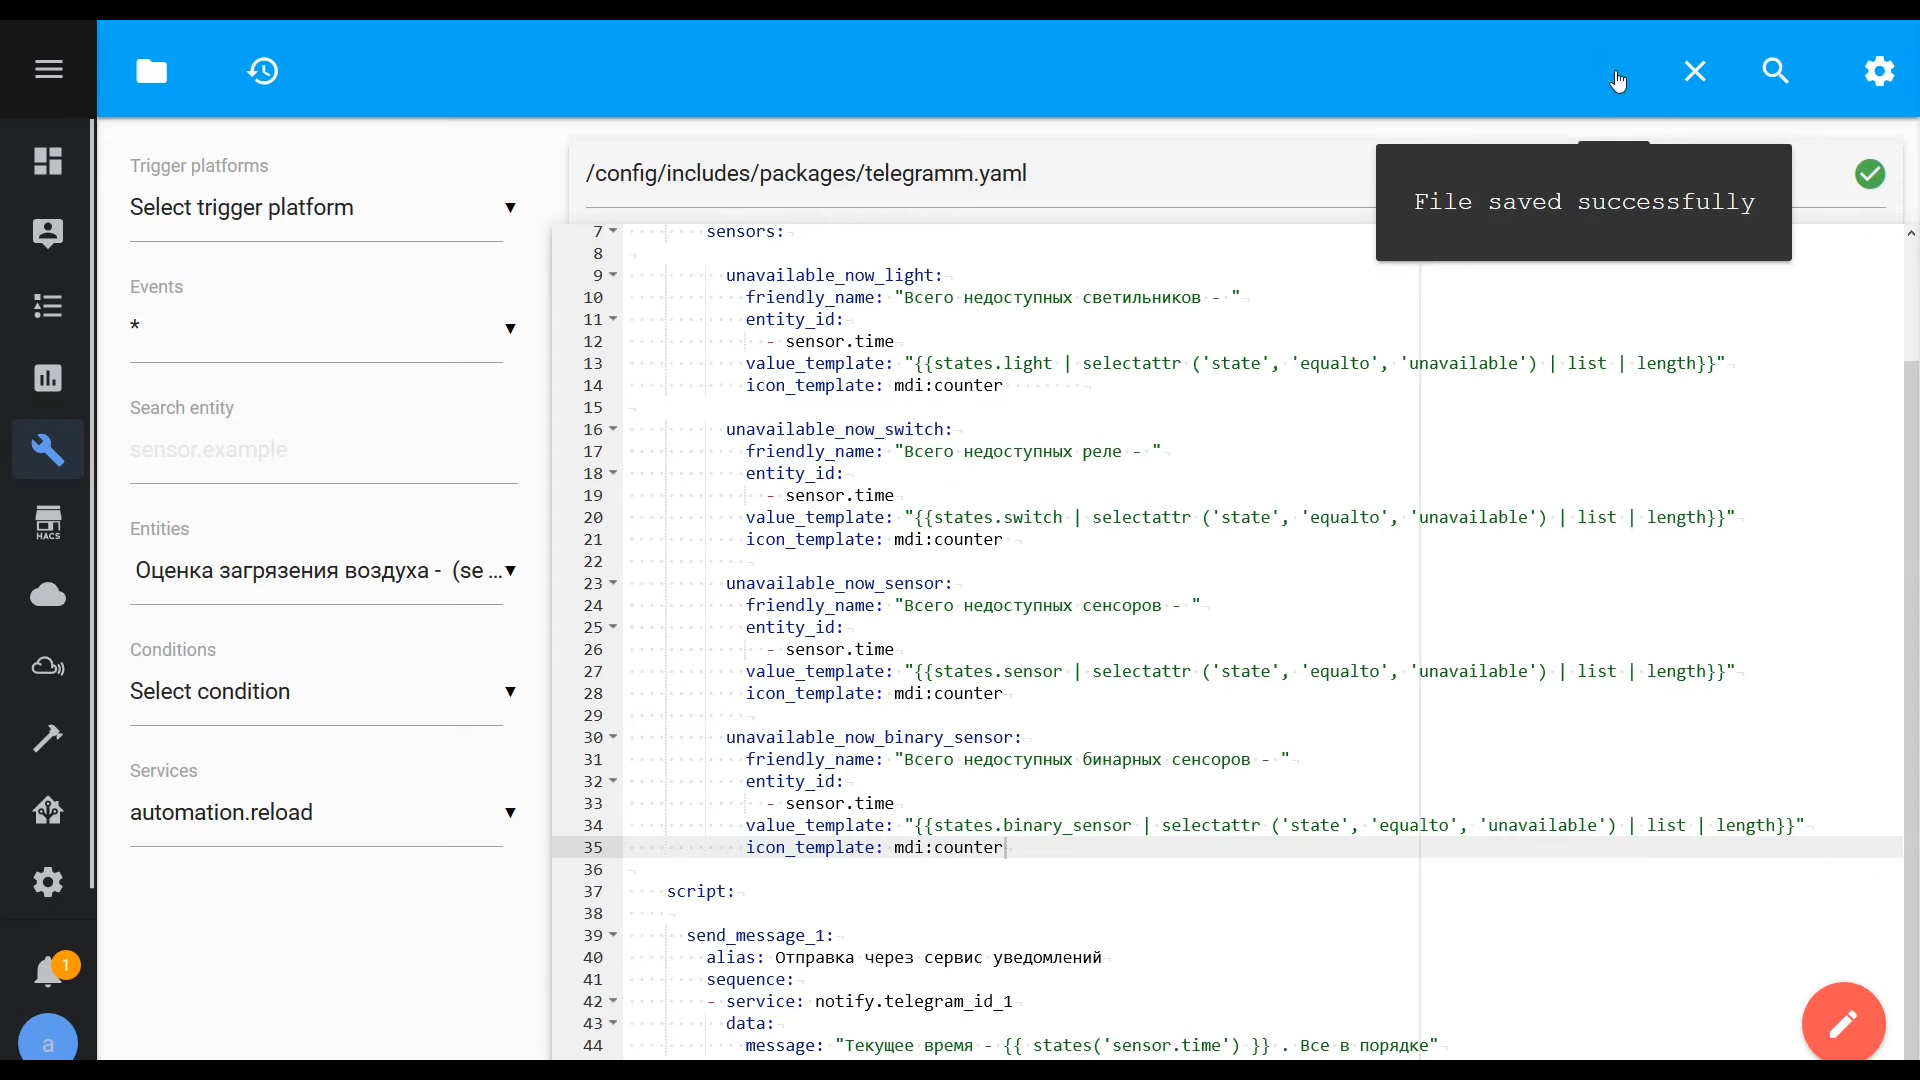 Trigger platforms
Select trigger platform
Events
*
Search entity
sensor.example
Entities
Оценка загрязения воздуха - (se ...
Conditions
Select condition
Services
automation.reload
HACS
1
a
/config/includes/packages/telegramm.yaml
File saved successfully
7 sensors:
8
9 unavailable_now_light:
10 friendly_name: "Всего недоступных светильников - "
11 entity_id:
12 - sensor.time
13 value_template: "{{states.light | selectattr ('state', 'equalto', 'unavailable') | list | length}}"
14 icon_template: mdi:counter
15
16 unavailable_now_switch:
17 friendly_name: "Всего недоступных реле - "
18 entity_id:
19 - sensor.time
20 value_template: "{{states.switch | selectattr ('state', 'equalto', 'unavailable') | list | length}}"
21 icon_template: mdi:counter
22
23 unavailable_now_sensor:
24 friendly_name: "Всего недоступных сенсоров - "
25 entity_id:
26 - sensor.time
27 value_template: "{{states.sensor | selectattr ('state', 'equalto', 'unavailable') | list | length}}"
28 icon_template: mdi:counter
29
30 unavailable_now_binary_sensor:
31 friendly_name: "Всего недоступных бинарных сенсоров - "
32 entity_id:
33 - sensor.time
34 value_template: "{{states.binary_sensor | selectattr ('state', 'equalto', 'unavailable') | list | length}}"
35 icon_template: mdi:counter
36
37 script:
38
39 send_message_1:
40 alias: Отправка через сервис уведомлений
41 sequence:
42 - service: notify.telegram_id_1
43 data:
44 message: "Текущее время - {{ states('sensor.time') }} . Все в порядке"